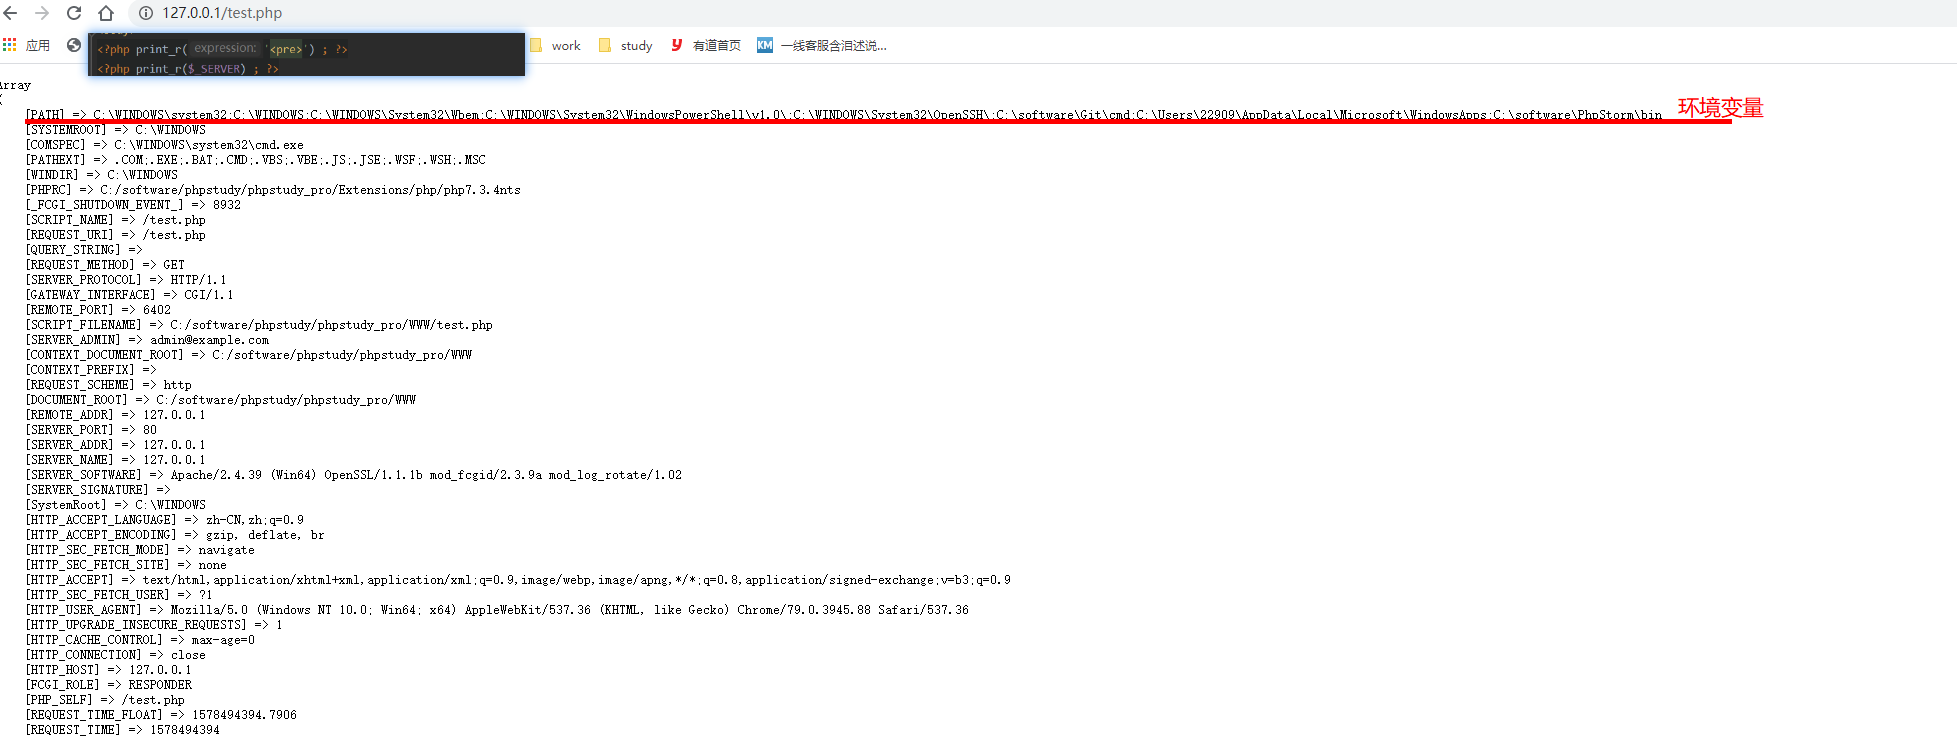 127.0.0.1/test.php
应用
<?php print_r( expression: '<pre>') ; ?>
<?php print_r($_SERVER) ; ?>
work
study
有道首页
KM 一线客服含泪述说...
Array
(
[PATH] => C:\WINDOWS\system32;C:\WINDOWS;C:\WINDOWS\System32\Wbem;C:\WINDOWS\System32\WindowsPowerShell\v1.0\;C:\WINDOWS\System32\OpenSSH\;C:\software\Git\cmd;C:\Users\22909\AppData\Local\Microsoft\WindowsApps;C:\software\PhpStorm\bin
环境变量
[SYSTEMROOT] => C:\WINDOWS
[COMSPEC] => C:\WINDOWS\system32\cmd.exe
[PATHEXT] => .COM;.EXE;.BAT;.CMD;.VBS;.VBE;.JS;.JSE;.WSF;.WSH;.MSC
[WINDIR] => C:\WINDOWS
[PHPRC] => C:/software/phpstudy/phpstudy_pro/Extensions/php/php7.3.4nts
[_FCGI_SHUTDOWN_EVENT_] => 8932
[SCRIPT_NAME] => /test.php
[REQUEST_URI] => /test.php
[QUERY_STRING] =>
[REQUEST_METHOD] => GET
[SERVER_PROTOCOL] => HTTP/1.1
[GATEWAY_INTERFACE] => CGI/1.1
[REMOTE_PORT] => 6402
[SCRIPT_FILENAME] => C:/software/phpstudy/phpstudy_pro/WWW/test.php
[SERVER_ADMIN] => admin@example.com
[CONTEXT_DOCUMENT_ROOT] => C:/software/phpstudy/phpstudy_pro/WWW
[CONTEXT_PREFIX] =>
[REQUEST_SCHEME] => http
[DOCUMENT_ROOT] => C:/software/phpstudy/phpstudy_pro/WWW
[REMOTE_ADDR] => 127.0.0.1
[SERVER_PORT] => 80
[SERVER_ADDR] => 127.0.0.1
[SERVER_NAME] => 127.0.0.1
[SERVER_SOFTWARE] => Apache/2.4.39 (Win64) OpenSSL/1.1.1b mod_fcgid/2.3.9a mod_log_rotate/1.02
[SERVER_SIGNATURE] =>
[SystemRoot] => C:\WINDOWS
[HTTP_ACCEPT_LANGUAGE] => zh-CN,zh;q=0.9
[HTTP_ACCEPT_ENCODING] => gzip, deflate, br
[HTTP_SEC_FETCH_MODE] => navigate
[HTTP_SEC_FETCH_SITE] => none
[HTTP_ACCEPT] => text/html,application/xhtml+xml,application/xml;q=0.9,image/webp,image/apng,*/*;q=0.8,application/signed-exchange;v=b3;q=0.9
[HTTP_SEC_FETCH_USER] => ?1
[HTTP_USER_AGENT] => Mozilla/5.0 (Windows NT 10.0; Win64; x64) AppleWebKit/537.36 (KHTML, like Gecko) Chrome/79.0.3945.88 Safari/537.36
[HTTP_UPGRADE_INSECURE_REQUESTS] => 1
[HTTP_CACHE_CONTROL] => max-age=0
[HTTP_CONNECTION] => close
[HTTP_HOST] => 127.0.0.1
[FCGI_ROLE] => RESPONDER
[PHP_SELF] => /test.php
[REQUEST_TIME_FLOAT] => 1578494394.7906
[REQUEST_TIME] => 1578494394